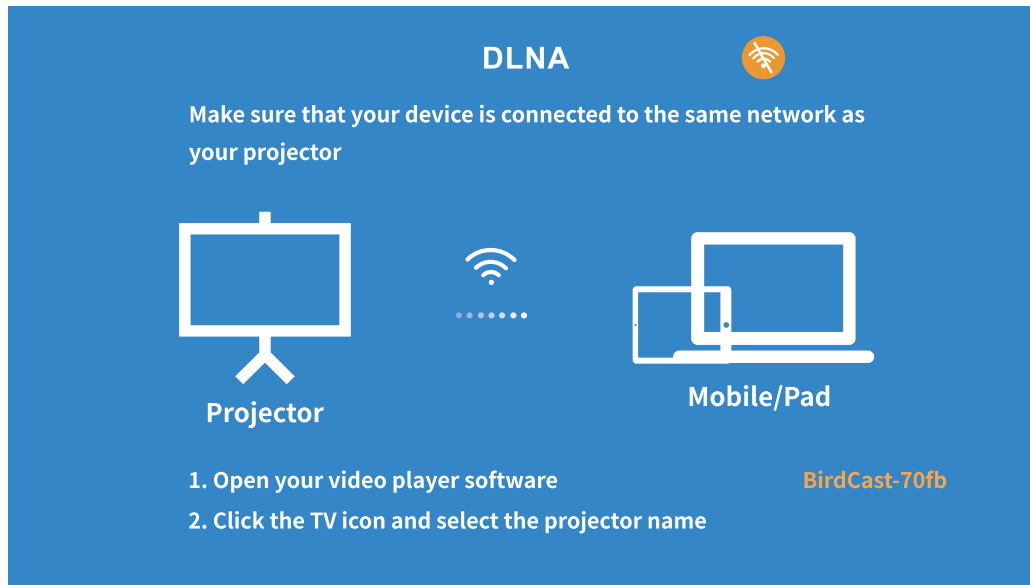 DLNA
Make sure that your device is connected to the same network as
your projector
Projector
Mobile/Pad
1. Open your video player software
BirdCast-70fb
2. Click the TV icon and select the projector name